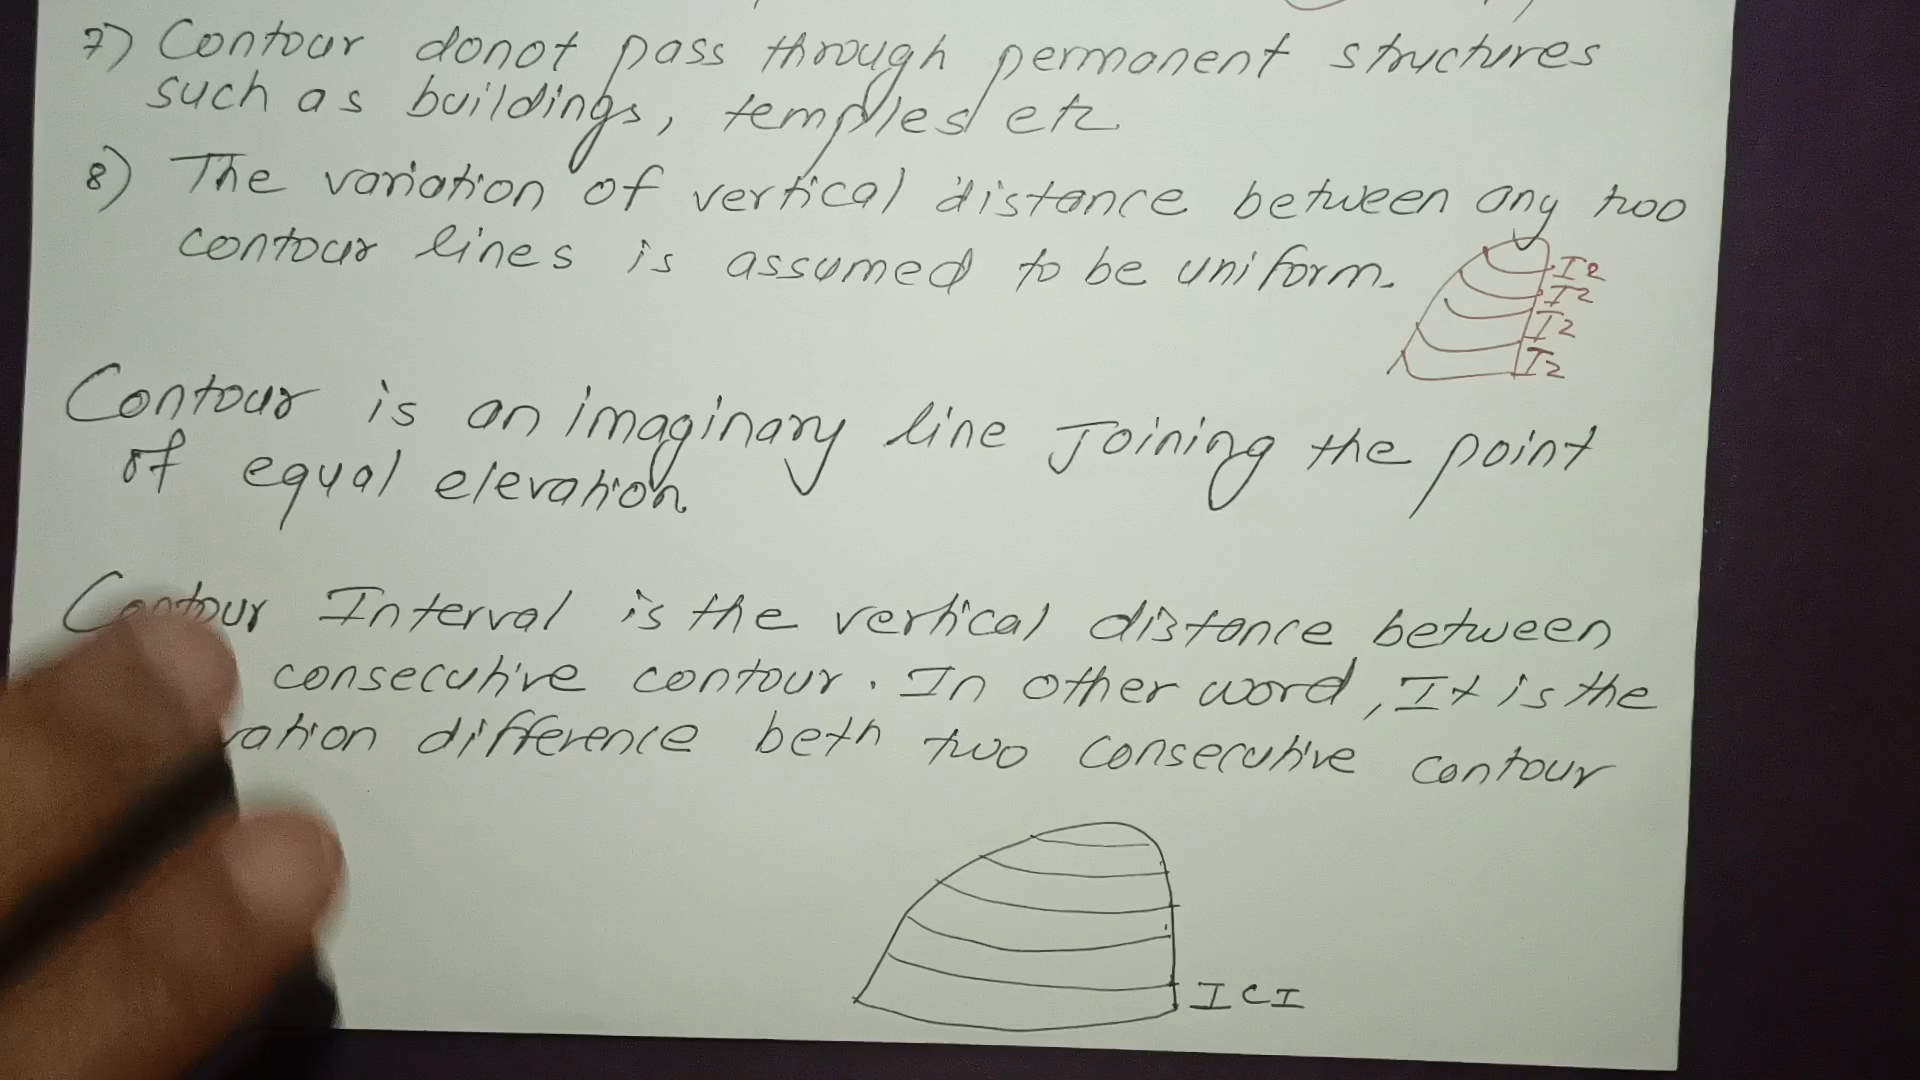 7) Contour donot pass through permanent structures
such as buildings, temples etc
8) The variation of vertical distance between any two
contour lines is assumed to be uniform.
I2
I2
I2
I2
Contour is an imaginary line Joining the point
of equal elevation.
Contour Interval is the vertical distance between
consecutive contour. In other word, It is the
vation difference betn two consecutive contour
I CI